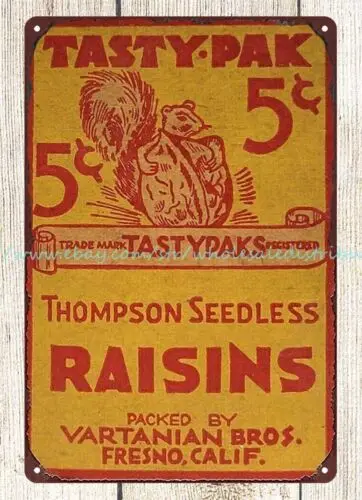 TASTY·PAK
5¢
5¢
TRADE MARK TASTYPAKS REGISTERED
THOMPSON SEEDLESS
RAISINS
PACKED BY
VARTANIAN BROS.
FRESNO, CALIF.